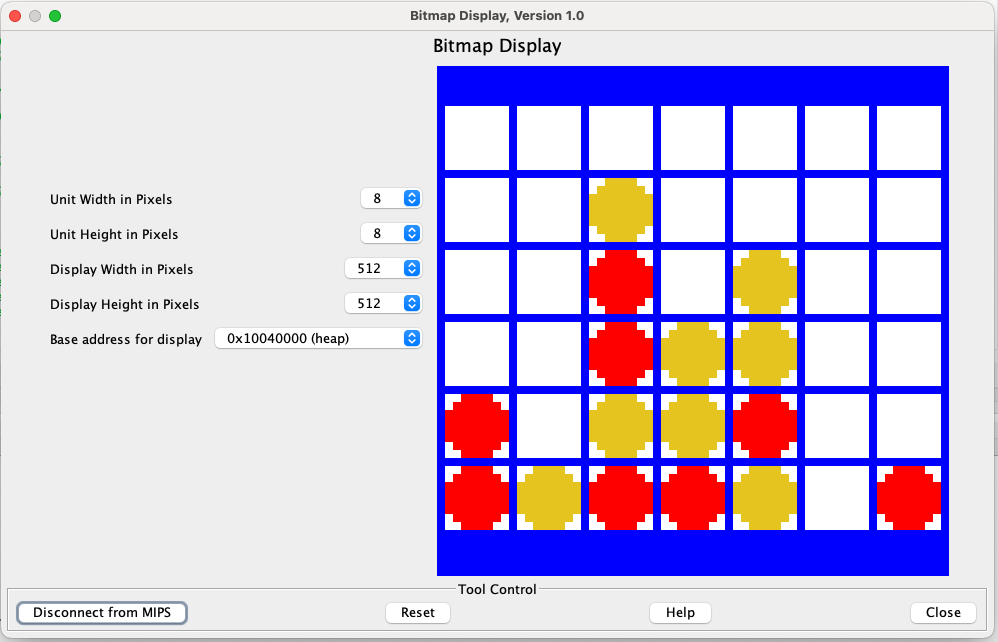 Bitmap Display, Version 1.0
Bitmap Display
Unit Width in Pixels 8
Unit Height in Pixels 8
Display Width in Pixels 512
Display Height in Pixels 512
Base address for display 0x10040000 (heap)
Tool Control
Disconnect from MIPS Reset Help Close